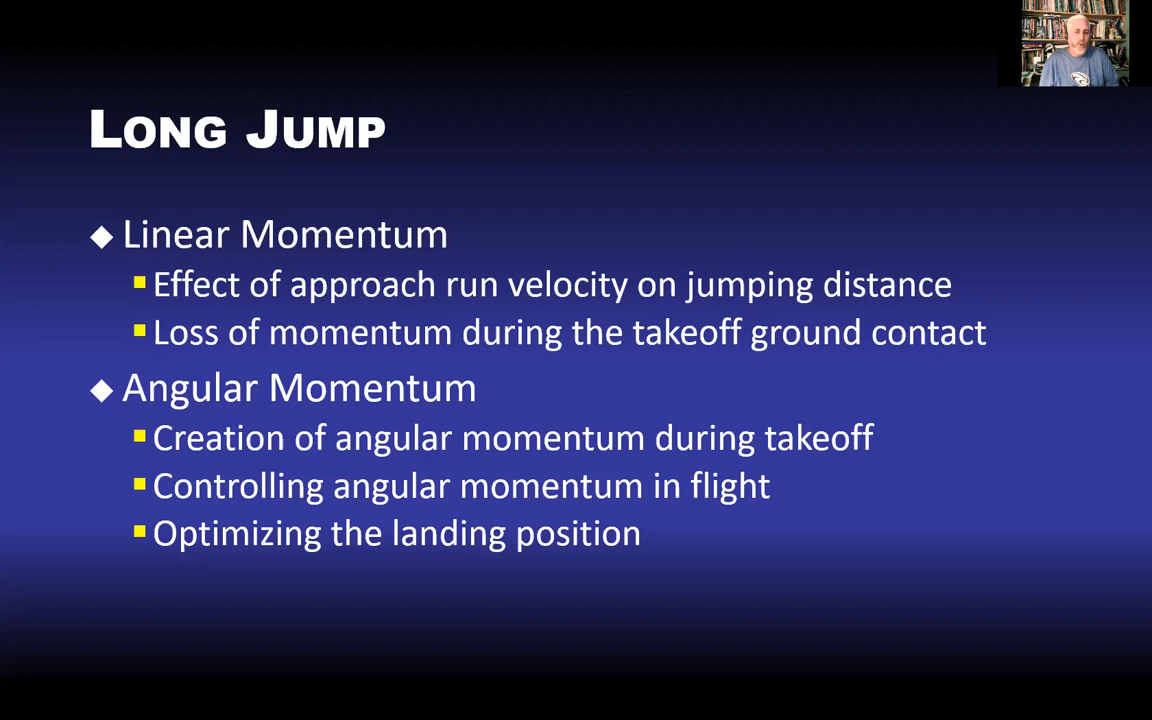 LONG JUMP
Linear Momentum
Effect of approach run velocity on jumping distance
Loss of momentum during the takeoff ground contact
Angular Momentum
Creation of angular momentum during takeoff
Controlling angular momentum in flight
Optimizing the landing position